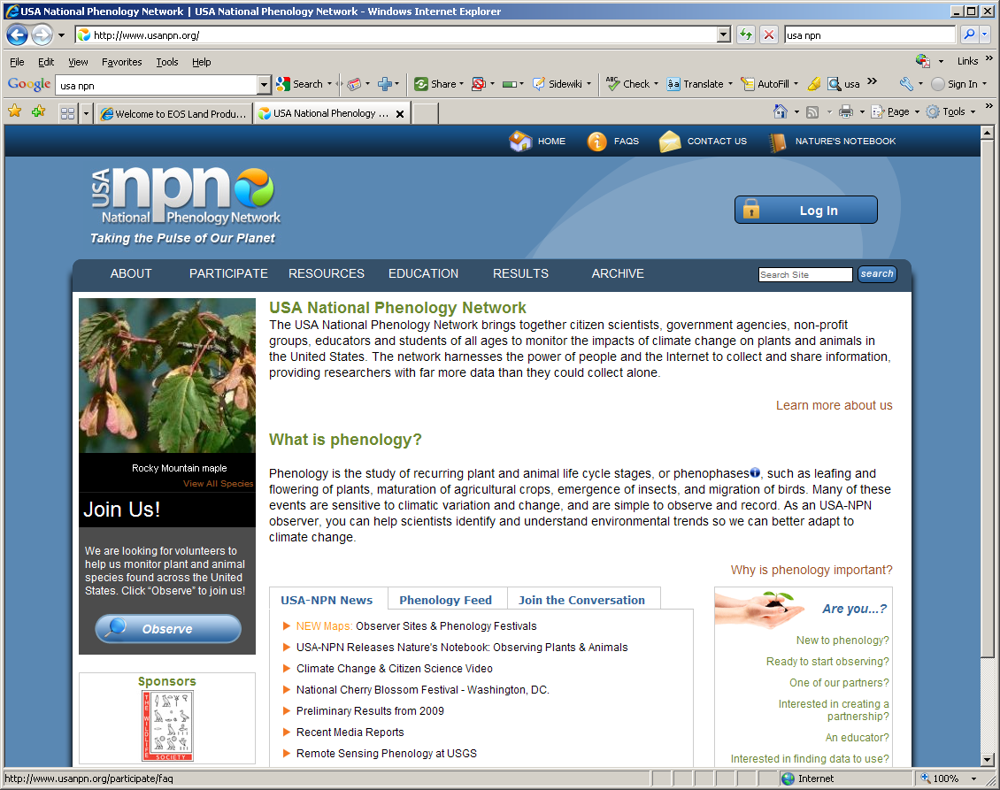 USA National Phenology Network | USA National Phenology Network - Windows Internet Explorer
http://www.usanpn.org/
usa npn
File Edit View Favorites Tools Help
Links »
Google
usa npn
Search
Share
Sidewiki
ABC
Check
aあ Translate
AutoFill
usa »
Sign In
Welcome to EOS Land Produ...
USA National Phenology ...
Page
Tools »
HOME
FAQS
CONTACT US
NATURE'S NOTEBOOK
USA npn
National Phenology Network
Taking the Pulse of Our Planet
Log In
ABOUT PARTICIPATE RESOURCES EDUCATION RESULTS ARCHIVE
Search Site
search
Rocky Mountain maple
View All Species
Join Us!
We are looking for volunteers to
help us monitor plant and animal
species found across the United
States. Click “Observe” to join us!
Observe
Sponsors
THE WILDLIFE
SOCIETY
USA National Phenology Network
The USA National Phenology Network brings together citizen scientists, government agencies, non-profit
groups, educators and students of all ages to monitor the impacts of climate change on plants and animals in
the United States. The network harnesses the power of people and the Internet to collect and share information,
providing researchers with far more data than they could collect alone.
Learn more about us
What is phenology?
Phenology is the study of recurring plant and animal life cycle stages, or phenophases, such as leafing and
flowering of plants, maturation of agricultural crops, emergence of insects, and migration of birds. Many of these
events are sensitive to climatic variation and change, and are simple to observe and record. As an USA-NPN
observer, you can help scientists identify and understand environmental trends so we can better adapt to
climate change.
Why is phenology important?
USA-NPN News
Phenology Feed
Join the Conversation
NEW Maps: Observer Sites & Phenology Festivals
USA-NPN Releases Nature's Notebook: Observing Plants & Animals
Climate Change & Citizen Science Video
National Cherry Blossom Festival - Washington, DC.
Preliminary Results from 2009
Recent Media Reports
Remote Sensing Phenology at USGS
Are you...?
New to phenology?
Ready to start observing?
One of our partners?
Interested in creating a
partnership?
An educator?
Interested in finding data to use?
http://www.usanpn.org/participate/faq
Internet
100%